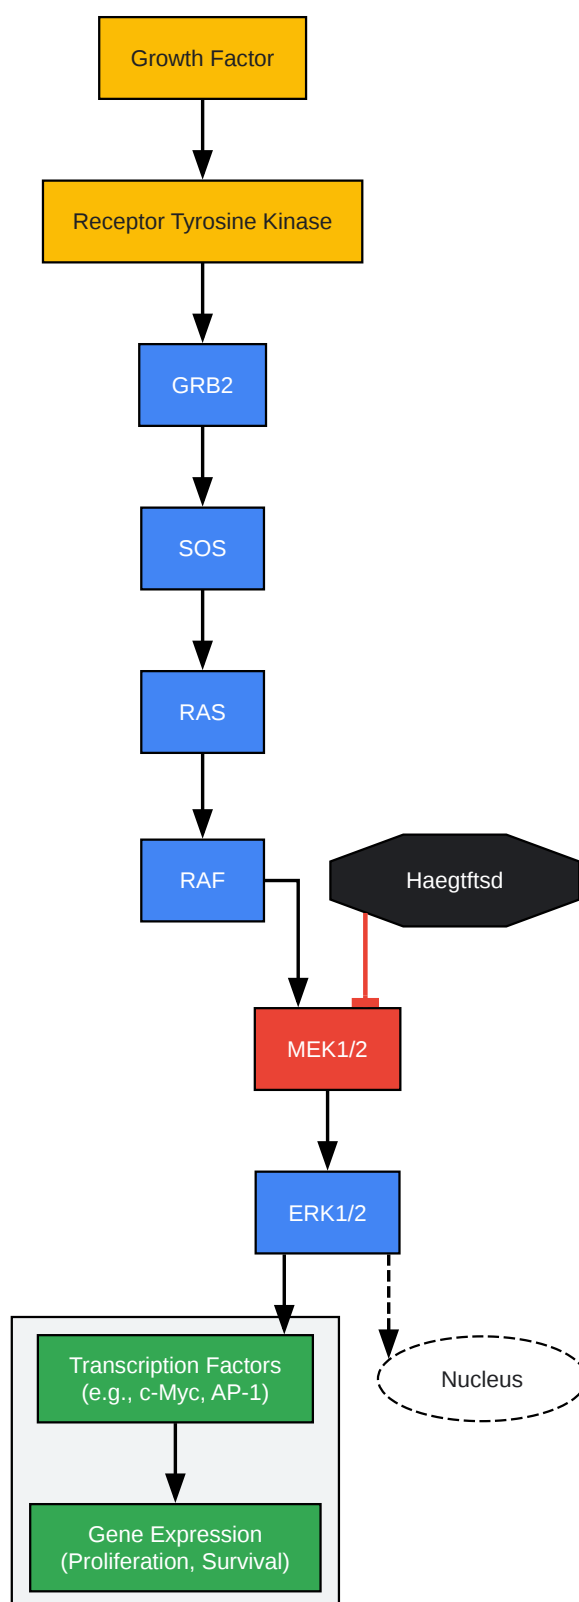 Growth Factor
Receptor Tyrosine Kinase
GRB2
SOS
RAS
RAF
Haegtftsd
MEK1/2
ERK1/2
Transcription Factors
(e.g., c-Myc, AP-1)
Nucleus
Gene Expression
(Proliferation, Survival)